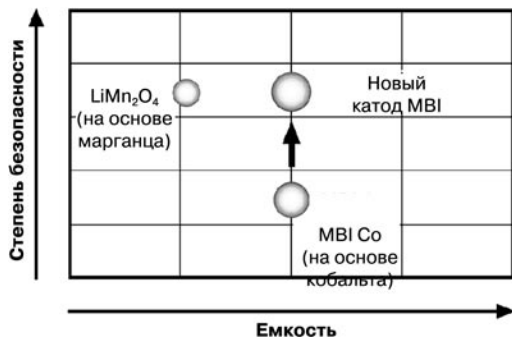 Степень безопасности
LiMn₂O₄
(на основе
марганца)
Новый
катод MBI
MBI Co
(на основе
кобальта)
Емкость